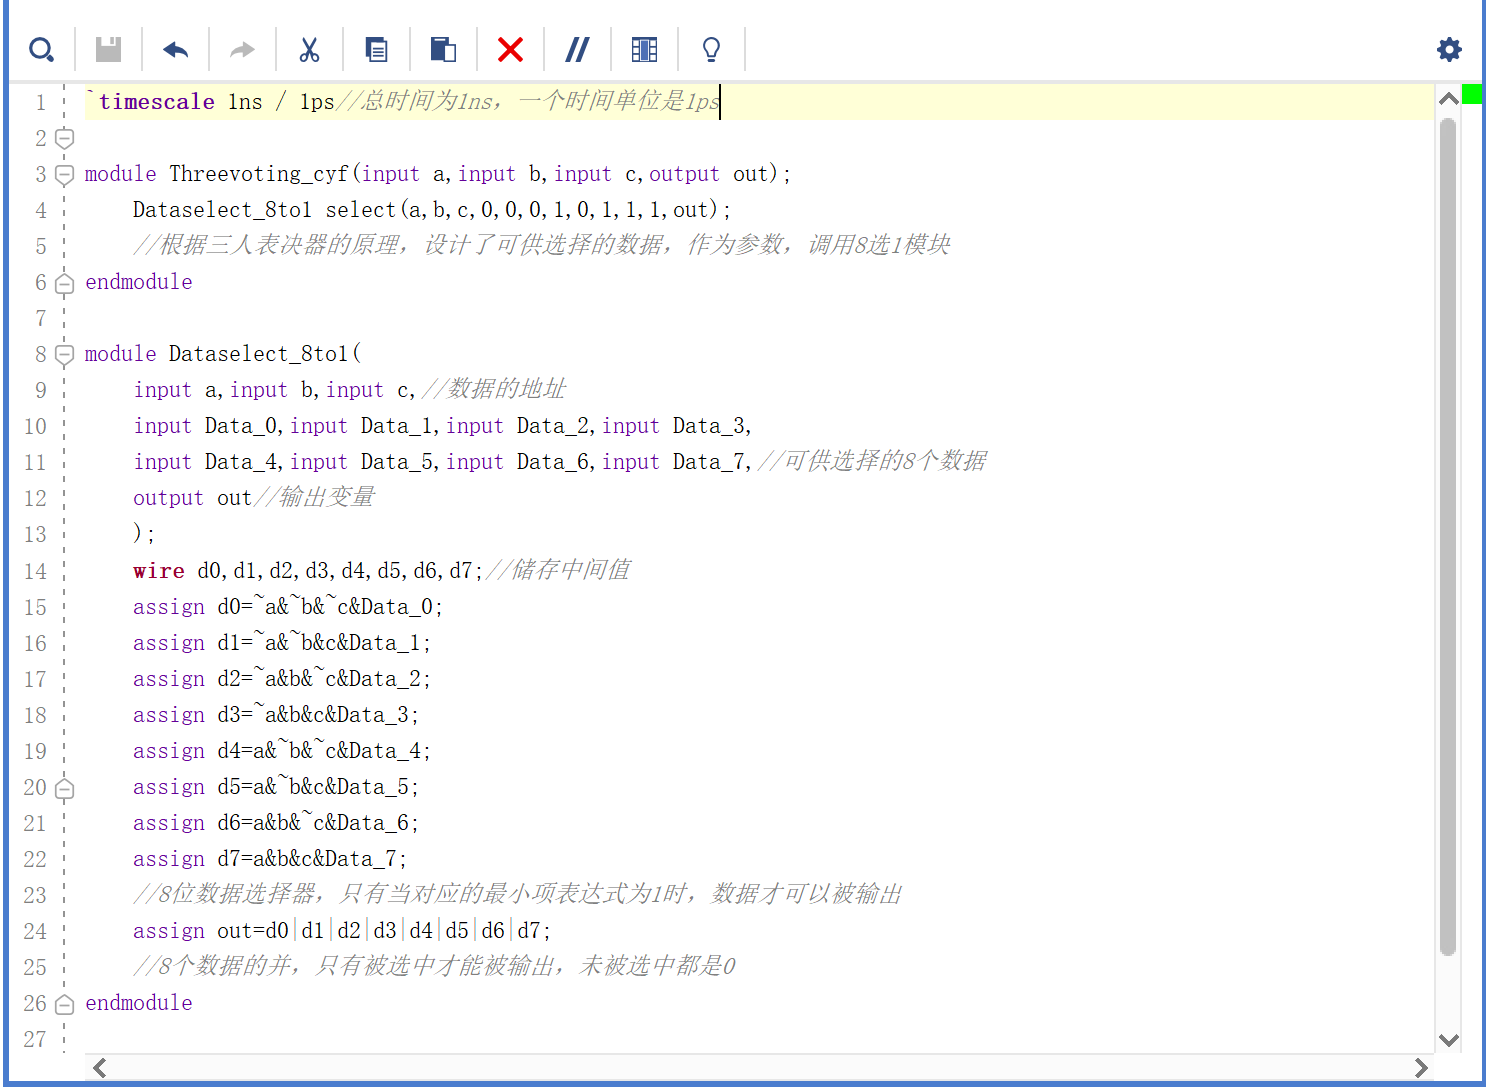 1 `timescale 1ns / 1ps//总时间为1ns，一个时间单位是1ps
2
3 module Threevoting_cyf(input a,input b,input c,output out);
4 Dataselect_8to1 select(a,b,c,0,0,0,1,0,1,1,1,out);
5 //根据三人表决器的原理，设计了可供选择的数据，作为参数，调用8选1模块
6 endmodule
7
8 module Dataselect_8to1(
9 input a,input b,input c,//数据的地址
10 input Data_0,input Data_1,input Data_2,input Data_3,
11 input Data_4,input Data_5,input Data_6,input Data_7,//可供选择的8个数据
12 output out//输出变量
13 );
14 wire d0,d1,d2,d3,d4,d5,d6,d7;//储存中间值
15 assign d0=~a&~b&~c&Data_0;
16 assign d1=~a&~b&c&Data_1;
17 assign d2=~a&b&~c&Data_2;
18 assign d3=~a&b&c&Data_3;
19 assign d4=a&~b&~c&Data_4;
20 assign d5=a&~b&c&Data_5;
21 assign d6=a&b&~c&Data_6;
22 assign d7=a&b&c&Data_7;
23 //8位数据选择器，只有当对应的最小项表达式为1时，数据才可以被输出
24 assign out=d0|d1|d2|d3|d4|d5|d6|d7;
25 //8个数据的并，只有被选中才能被输出，未被选中都是0
26 endmodule
27